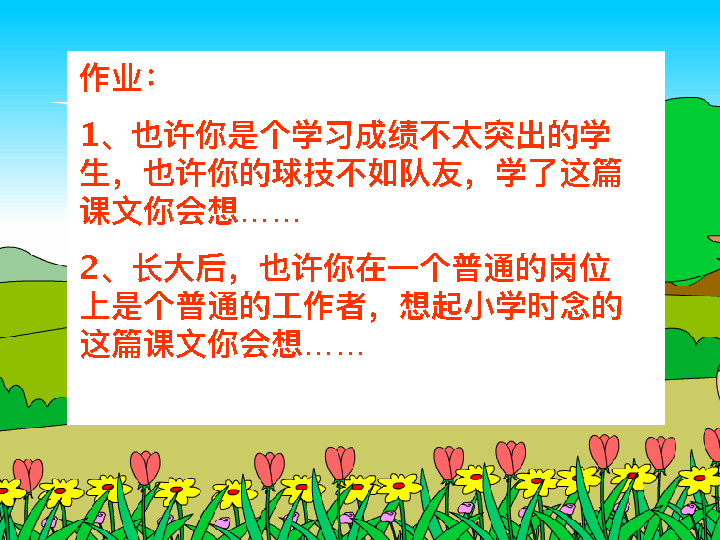 作业：
1、也许你是个学习成绩不太突出的学
生，也许你的球技不如队友，学了这篇
课文你会想……
2、长大后，也许你在一个普通的岗位
上是个普通的工作者，想起小学时念的
这篇课文你会想……